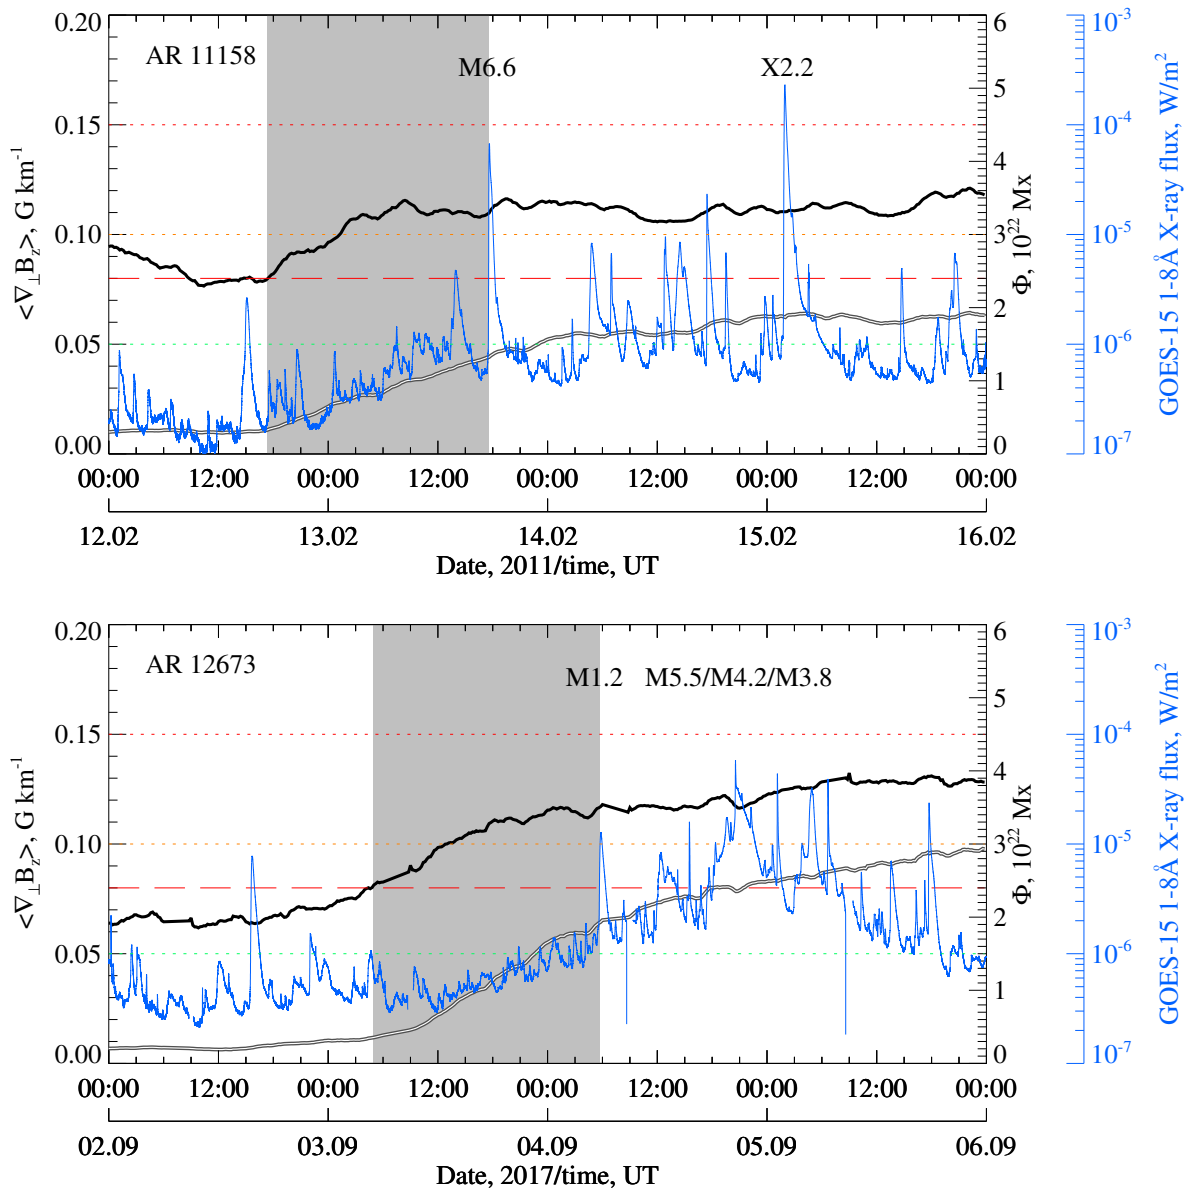 AR 11158
M6.6
X2.2
<∇⊥Bz>, G km⁻¹
0.20
0.15
0.10
0.05
0.00
6
5
4
3
2
1
0
Φ, 10²² Mx
10⁻³
10⁻⁴
10⁻⁵
10⁻⁶
10⁻⁷
GOES-15 1-8Å X-ray flux, W/m²
00:00 12:00 00:00 12:00 00:00 12:00 00:00 12:00 00:00
12.02 13.02 14.02 15.02 16.02
Date, 2011/time, UT
AR 12673
M1.2 M5.5/M4.2/M3.8
<∇⊥Bz>, G km⁻¹
0.20
0.15
0.10
0.05
0.00
6
5
4
3
2
1
0
Φ, 10²² Mx
10⁻³
10⁻⁴
10⁻⁵
10⁻⁶
10⁻⁷
GOES-15 1-8Å X-ray flux, W/m²
00:00 12:00 00:00 12:00 00:00 12:00 00:00 12:00 00:00
02.09 03.09 04.09 05.09 06.09
Date, 2017/time, UT